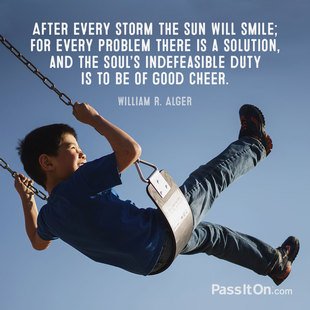 AFTER EVERY STORM THE SUN WILL SMILE;
FOR EVERY PROBLEM THERE IS A SOLUTION,
AND THE SOUL'S INDEFEASIBLE DUTY
IS TO BE OF GOOD CHEER.
WILLIAM R. ALGER
PassItOn.com